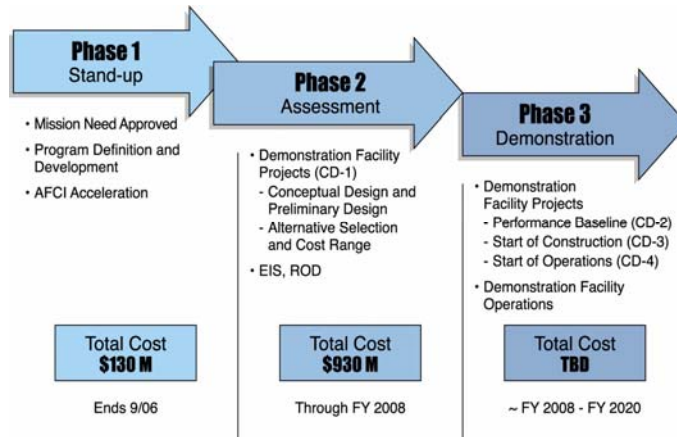 Phase 1
Stand-up
• Mission Need Approved
• Program Definition and
Development
• AFCI Acceleration
Total Cost
$130 M
Ends 9/06
Phase 2
Assessment
• Demonstration Facility
Projects (CD-1)
- Conceptual Design and
Preliminary Design
- Alternative Selection
and Cost Range
• EIS, ROD
Total Cost
$930 M
Through FY 2008
Phase 3
Demonstration
• Demonstration
Facility Projects
- Performance Baseline (CD-2)
- Start of Construction (CD-3)
- Start of Operations (CD-4)
• Demonstration Facility
Operations
Total Cost
TBD
~ FY 2008 - FY 2020